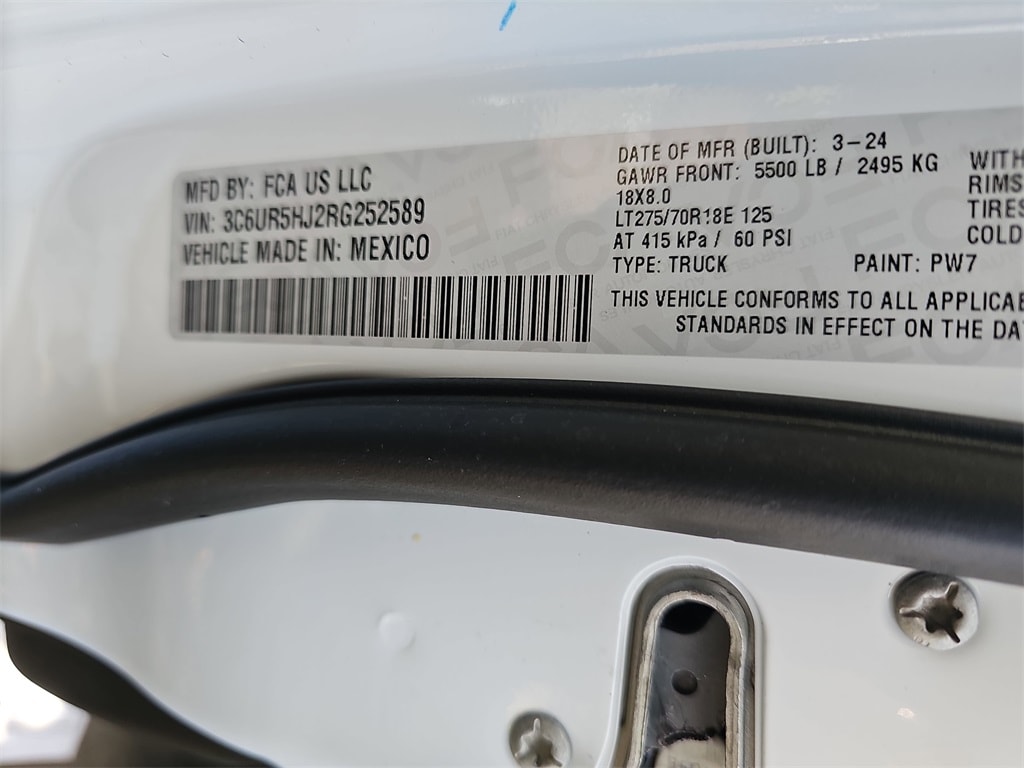 MFD BY: FCA US LLC
VIN: 3C6UR5HJ2RG252589
VEHICLE MADE IN: MEXICO
DATE OF MFR (BUILT): 3-24
GAWR FRONT: 5500 LB / 2495 KG
18X8.0
LT275/70R18E 125
AT 415 kPa / 60 PSI
TYPE: TRUCK PAINT: PW7
THIS VEHICLE CONFORMS TO ALL APPLICAB
STANDARDS IN EFFECT ON THE DA
WITH
RIMS
TIRES
COLD